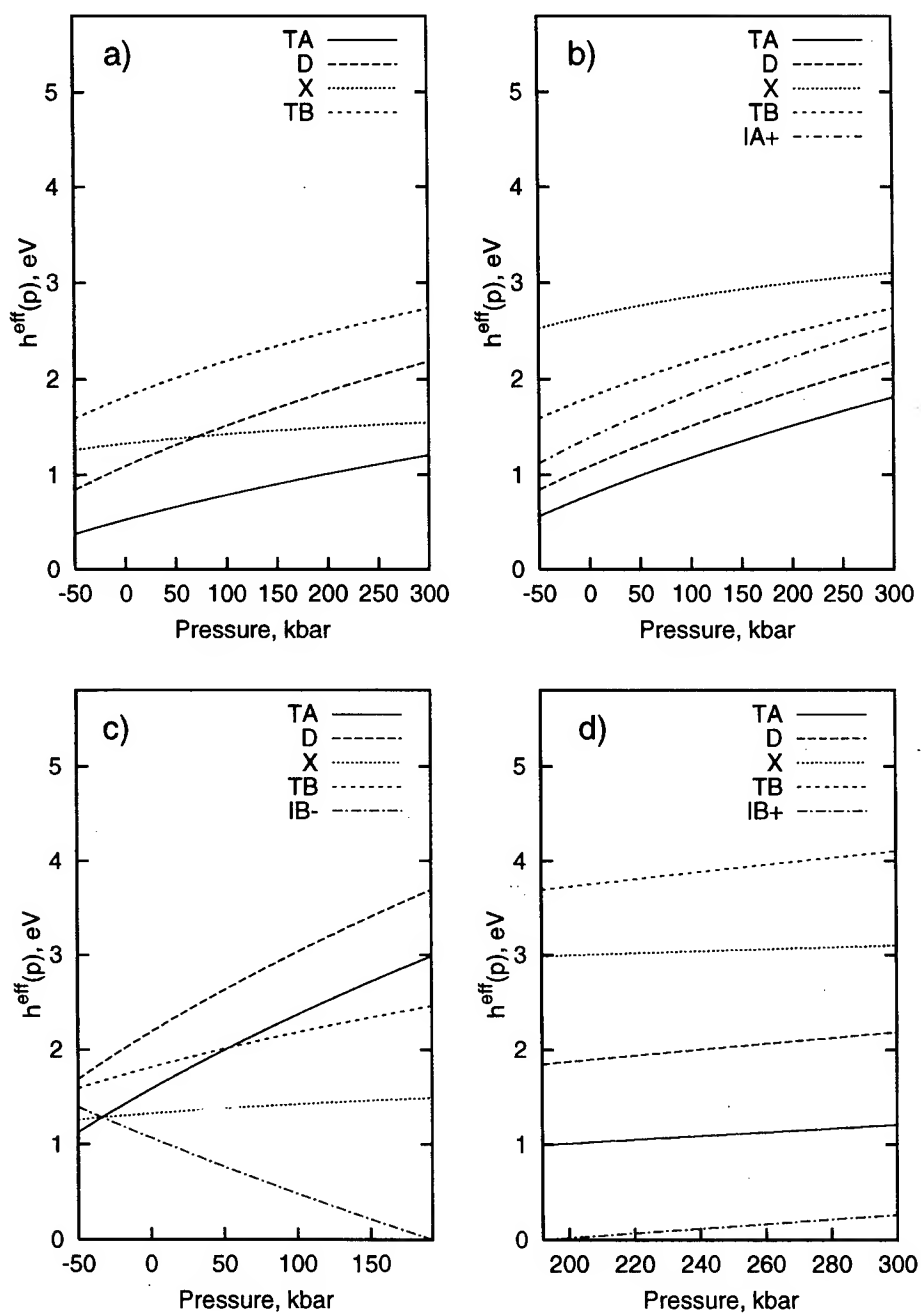 a)
TA
D
X
TB
5
4
3
2
1
0
h^eff(p), eV
-50 0 50 100 150 200 250 300
Pressure, kbar
b)
TA
D
X
TB
IA+
5
4
3
2
1
0
h^eff(p), eV
-50 0 50 100 150 200 250 300
Pressure, kbar
c)
TA
D
X
TB
IB-
5
4
3
2
1
0
h^eff(p), eV
-50 0 50 100 150
Pressure, kbar
d)
TA
D
X
TB
IB+
5
4
3
2
1
0
h^eff(p), eV
200 220 240 260 280 300
Pressure, kbar